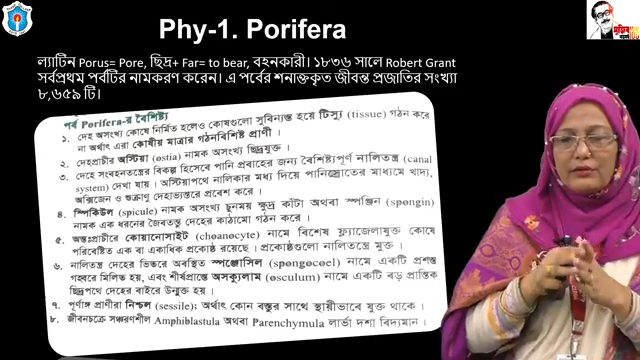 Phy-1. Porifera
ল্যাটিন Porus= Pore, ছিদ্র+ Far= to bear, বহনকারী। ১৮৩৬ সালে Robert Grant
সর্বপ্রথম পর্বটির নামকরণ করেন। এ পর্বের শনাক্তকৃত জীবন্ত প্রজাতির সংখ্যা
৮,৬৫৯ টি।
পর্ব Porifera-র বৈশিষ্ট্য
১. দেহ অসংখ্য কোষে নির্মিত হলেও কোষগুলো সুবিন্যস্ত হয়ে টিস্যু (tissue) গঠন করে
না অর্থাৎ এরা কোষীয় মাত্রার গঠনবিশিষ্ট প্রাণী ।
২. দেহপ্রাচীর অস্টিয়া (ostia) নামক অসংখ্য ছিদ্রযুক্ত ।
৩. দেহে সংবহনতন্ত্রের বিকল্প হিসেবে পানি প্রবাহের জন্য বৈশিষ্ট্যপূর্ণ নালিতন্ত্র (canal
system) দেখা যায় । অস্টিয়াপথে নালিকার মধ্য দিয়ে পানিস্রোতের মাধ্যমে খাদ্য,
অক্সিজেন ও শুক্রাণু দেহাভ্যন্তরে প্রবেশ করে ।
৪. স্পিকিউল (spicule) নামক অসংখ্য চুনময় ক্ষুদ্র কাঁটা অথবা স্পঞ্জিন (spongin)
নামক এক ধরনের জৈবতন্তু দেহের কাঠামো গঠন করে ।
৫. অন্তঃপ্রাচীরে কোয়ানোসাইট (choanocyte) নামে বিশেষ ফ্ল্যাজেলাযুক্ত কোষে
পরিবেষ্টিত এক বা একাধিক প্রকোষ্ঠ রয়েছে । প্রকোষ্ঠগুলো নালিতন্ত্রে যুক্ত ।
৬. নালিতন্ত্র দেহের ভিতরে অবস্থিত স্পঞ্জোসিল (spongocoel) নামে একটি প্রশস্ত
গহ্বরে মিলিত হয়, এবং শীর্ষপ্রান্তে অসকুলাম (osculum) নামে একটি বড় প্রান্তিক
ছিদ্রপথে দেহের বাইরে উন্মুক্ত হয় ।
৭. পূর্ণাঙ্গ প্রাণীরা নিশ্চল (sessile); অর্থাৎ কোন বস্তুর সাথে স্থায়ীভাবে যুক্ত থাকে ।
৮. জীবনচক্রে সঞ্চরণশীল Amphiblastula অথবা Parenchymula লার্ভা দশা বিদ্যমান ।